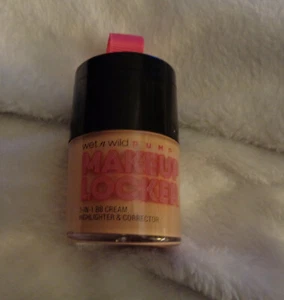 wet n wild
MAKEUP
LOCKER
BB CREAM
HIGHLIGHTER & CORRECTOR